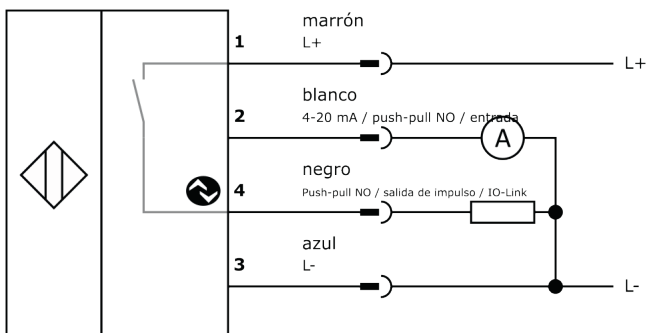 marrón
1
L+
L+
blanco
2
4-20 mA / push-pull NO / entrada
A
negro
4
Push-pull NO / salida de impulso / IO-Link
azul
3
L-
L-